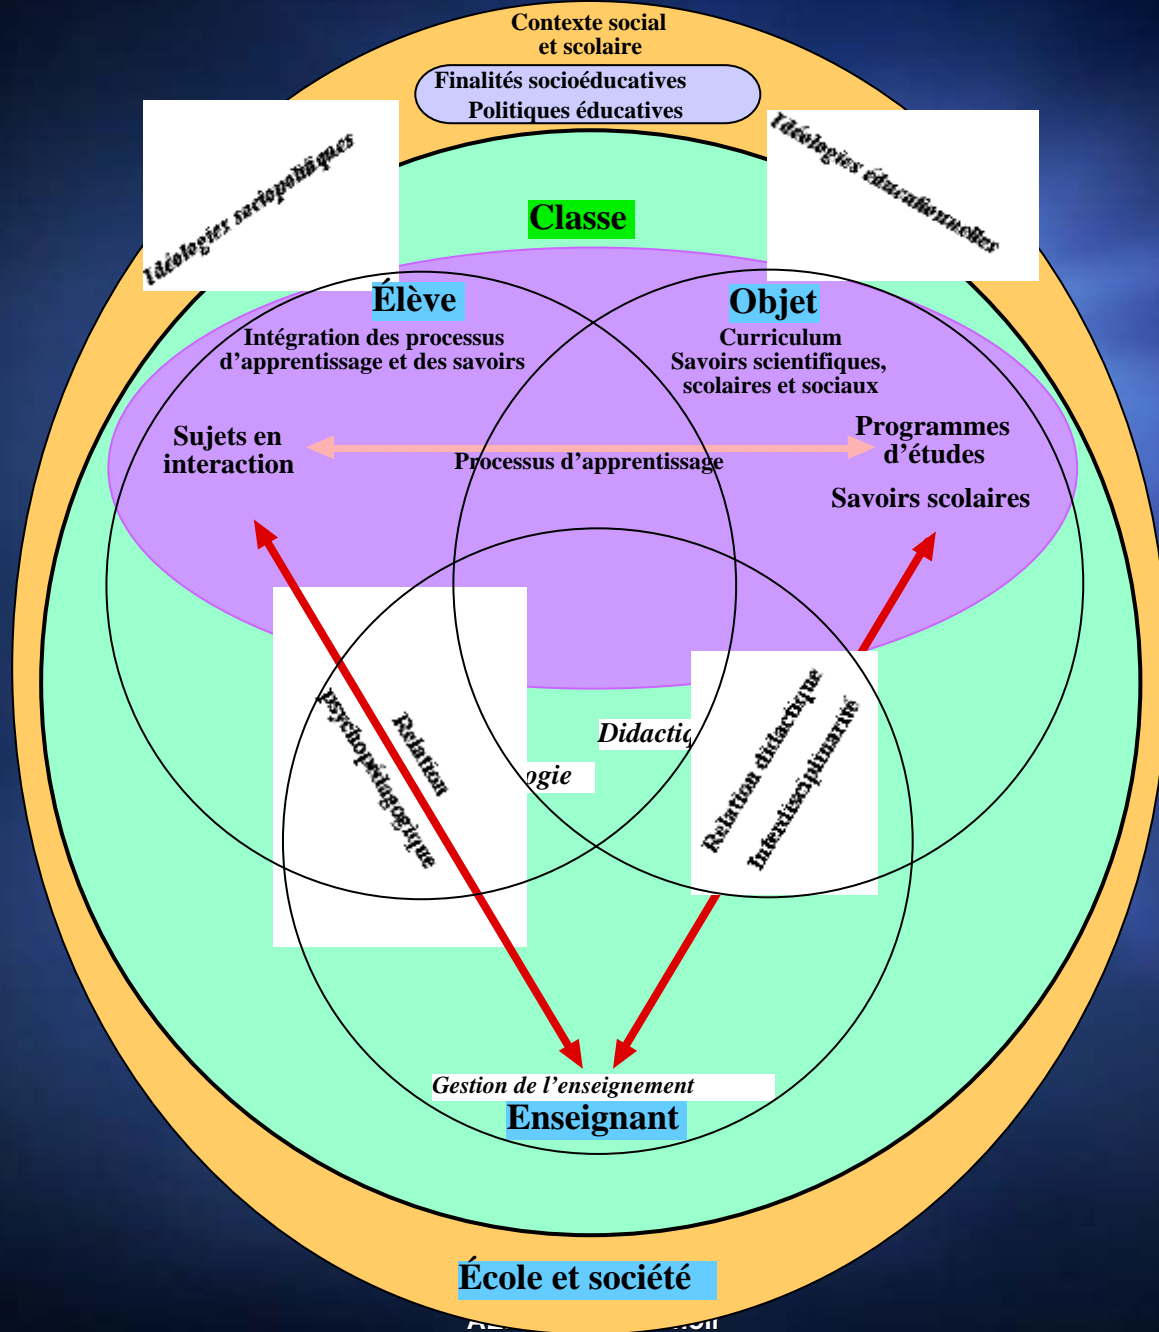 Contexte social
et scolaire
Finalités socioéducatives
Politiques éducatives
Idéologies sociopolitiques
Idéologies éducationnelles
Classe
Élève
Intégration des processus
d’apprentissage et des savoirs
Objet
Curriculum
Savoirs scientifiques,
scolaires et sociaux
Sujets en
interaction
Processus d’apprentissage
Programmes
d’études
Savoirs scolaires
Relation
psychopédagogique
Didactiq
ogie
Relation didactique
Interdisciplinarité
Gestion de l’enseignement
Enseignant
École et société